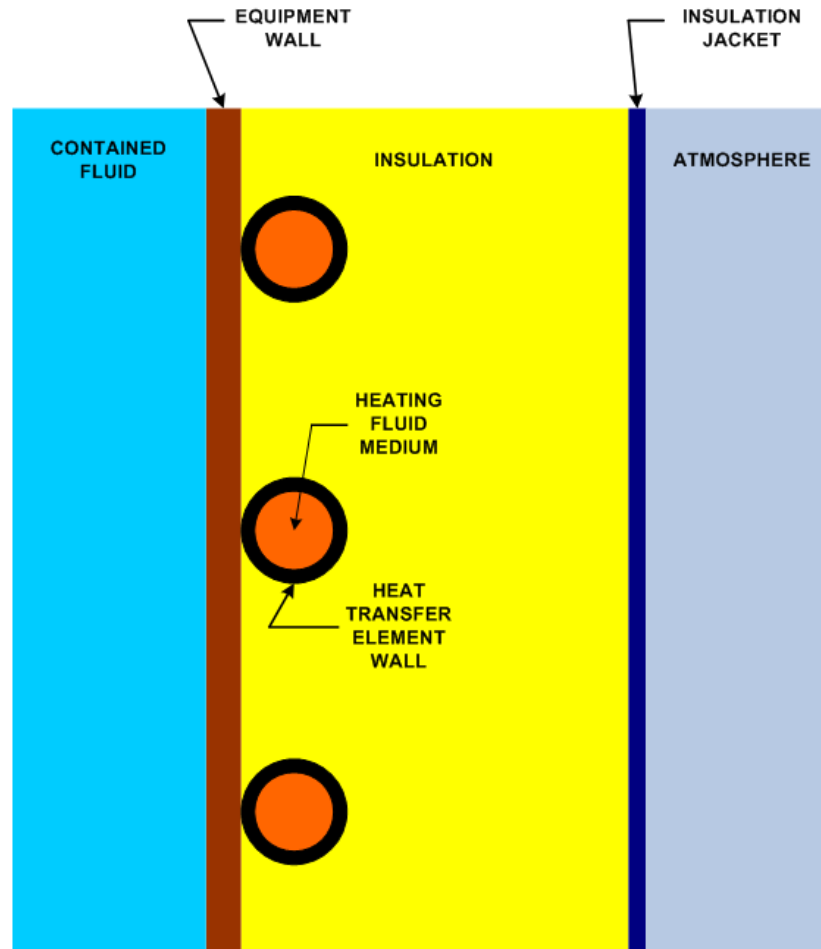 EQUIPMENT
WALL
INSULATION
JACKET
CONTAINED
FLUID
INSULATION
ATMOSPHERE
HEATING
FLUID
MEDIUM
HEAT
TRANSFER
ELEMENT
WALL